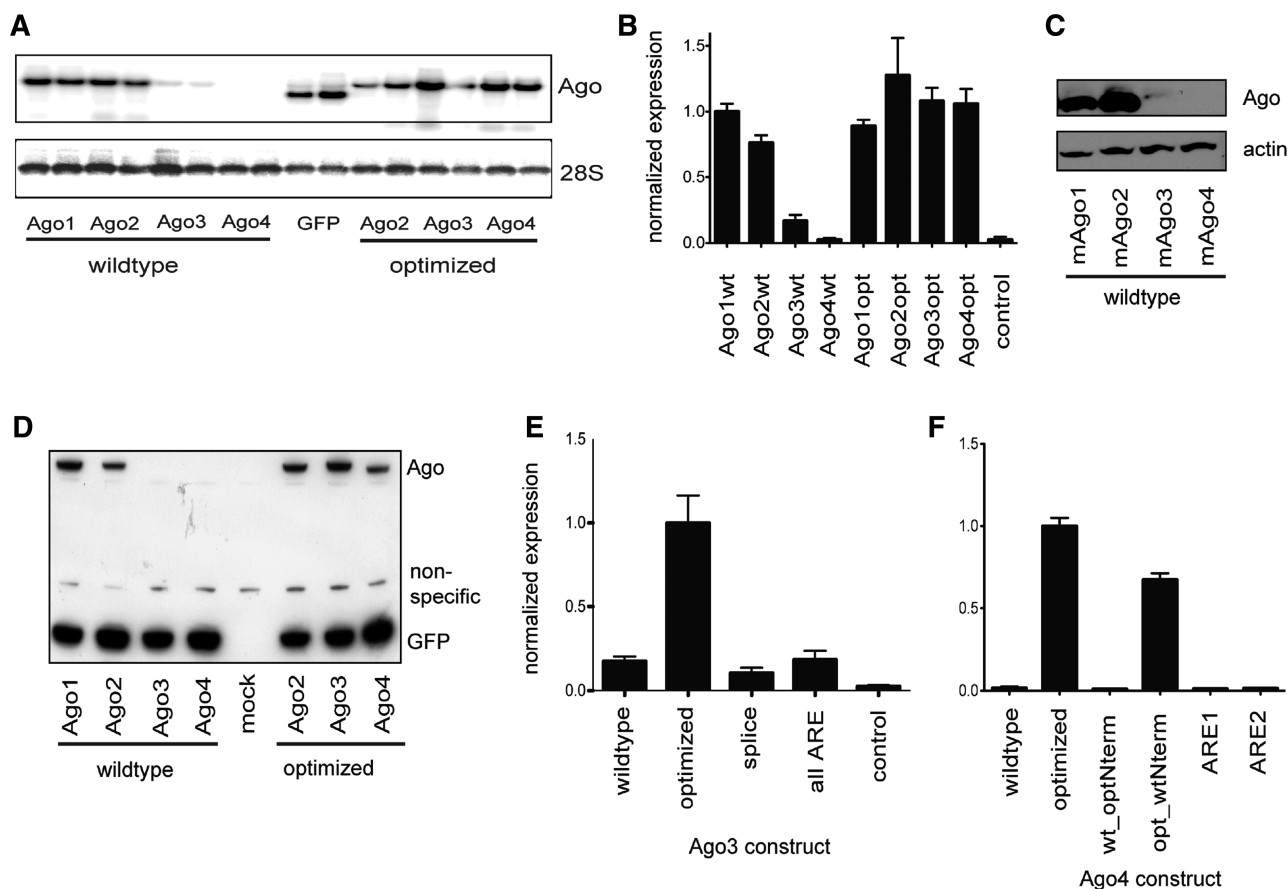 A
Ago
28S
Ago1 Ago2 Ago3 Ago4 GFP Ago2 Ago3 Ago4
wildtype optimized
B
normalized expression
1.5
1.0
0.5
0.0
Ago1wt
Ago2wt
Ago3wt
Ago4wt
Ago1opt
Ago2opt
Ago3opt
Ago4opt
control
C
Ago
actin
mAgo1
mAgo2
mAgo3
mAgo4
wildtype
D
Ago
non-
specific
GFP
Ago1
Ago2
Ago3
Ago4
mock
Ago2
Ago3
Ago4
wildtype optimized
E
normalized expression
1.5
1.0
0.5
0.0
wildtype
optimized
splice
all ARE
control
Ago3 construct
F
1.5
1.0
0.5
0.0
wildtype
optimized
wt_optNterm
opt_wtNterm
ARE1
ARE2
Ago4 construct